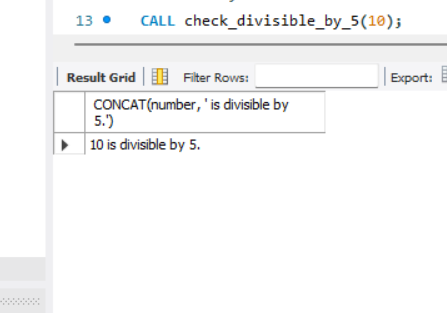 13 CALL check_divisible_by_5(10);
Result Grid Filter Rows: Export:
CONCAT(number, ' is divisible by
5.')
10 is divisible by 5.